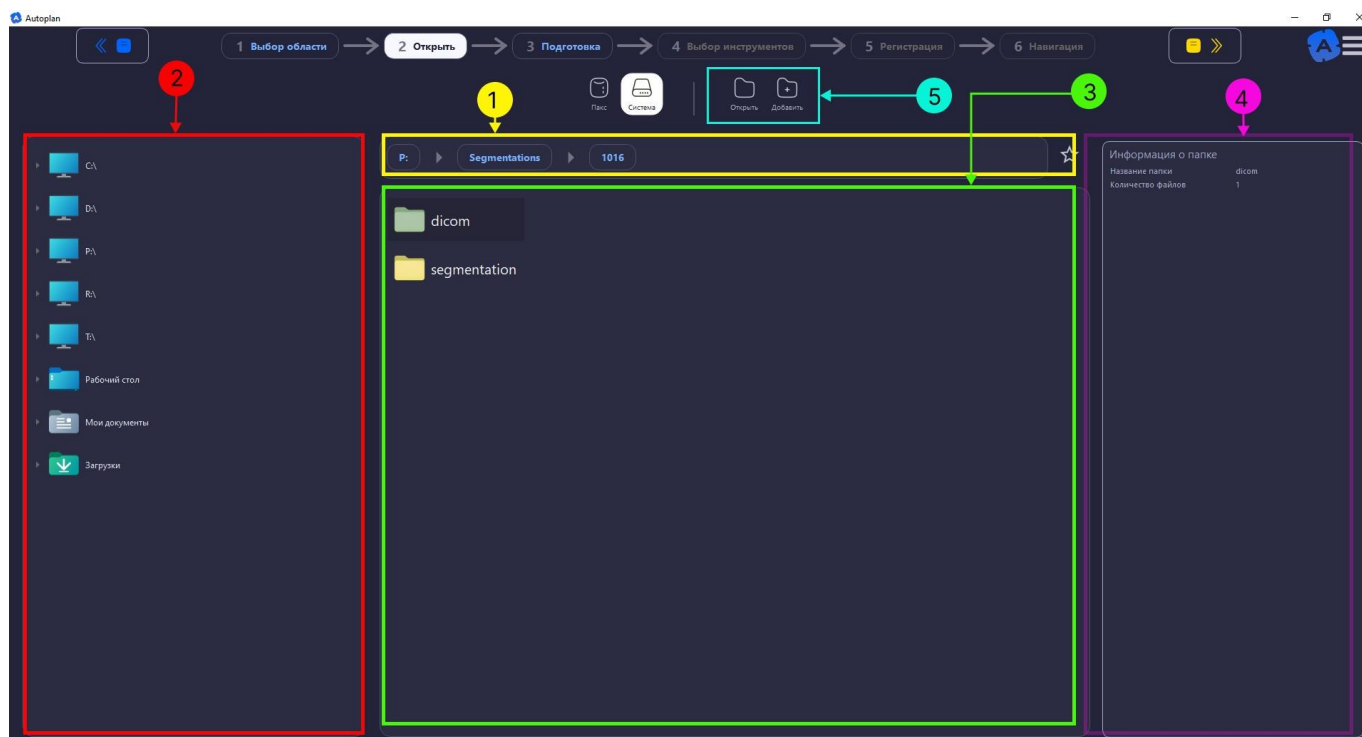 Autoplan
1 Выбор области
2 Открыть
3 Подготовка
4 Выбор инструментов
5 Регистрация
6 Навигация
A
2
1
Пакс
Система
Открыть
Добавить
5
3
4
C:\
D:\
P:\
R:\
T:\
Рабочий стол
Мои документы
Загрузки
P:
Segmentations
1016
dicom
segmentation
Информация о папке
Название папки dicom
Количество файлов 1